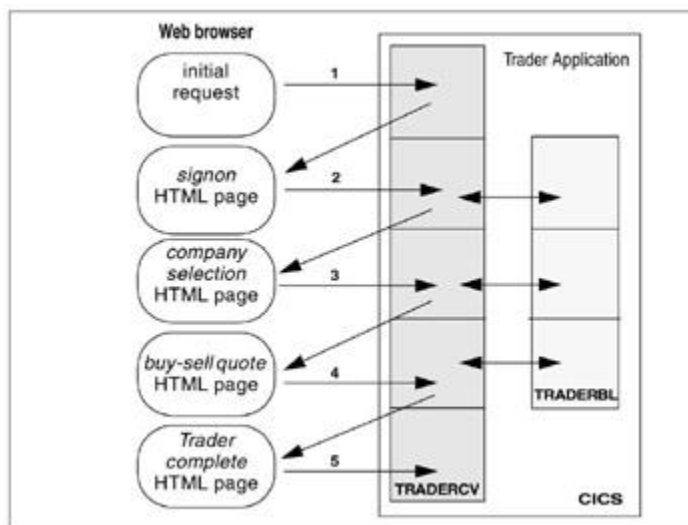 Web browser
Trader Application
initial
request
1
signon
HTML page
2
company
selection
HTML page
3
buy-sell quote
HTML page
4
TRADERBL
Trader
complete
HTML page
5
TRADERCV
CICS